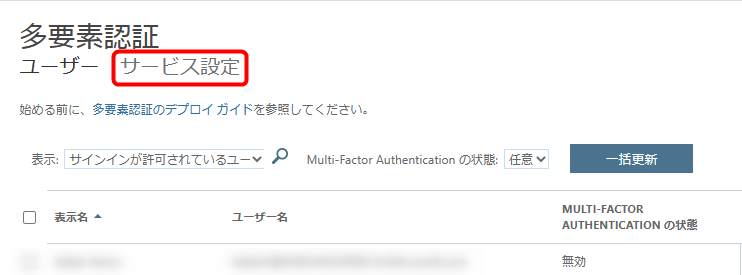 多要素認証
ユーザー サービス設定
始める前に、多要素認証のデプロイ ガイドを参照してください。
表示: サインインが許可されているユー Multi-Factor Authentication の状態: 任意 一括更新
表示名 ユーザー名 MULTI-FACTOR
AUTHENTICATION の状態
無効